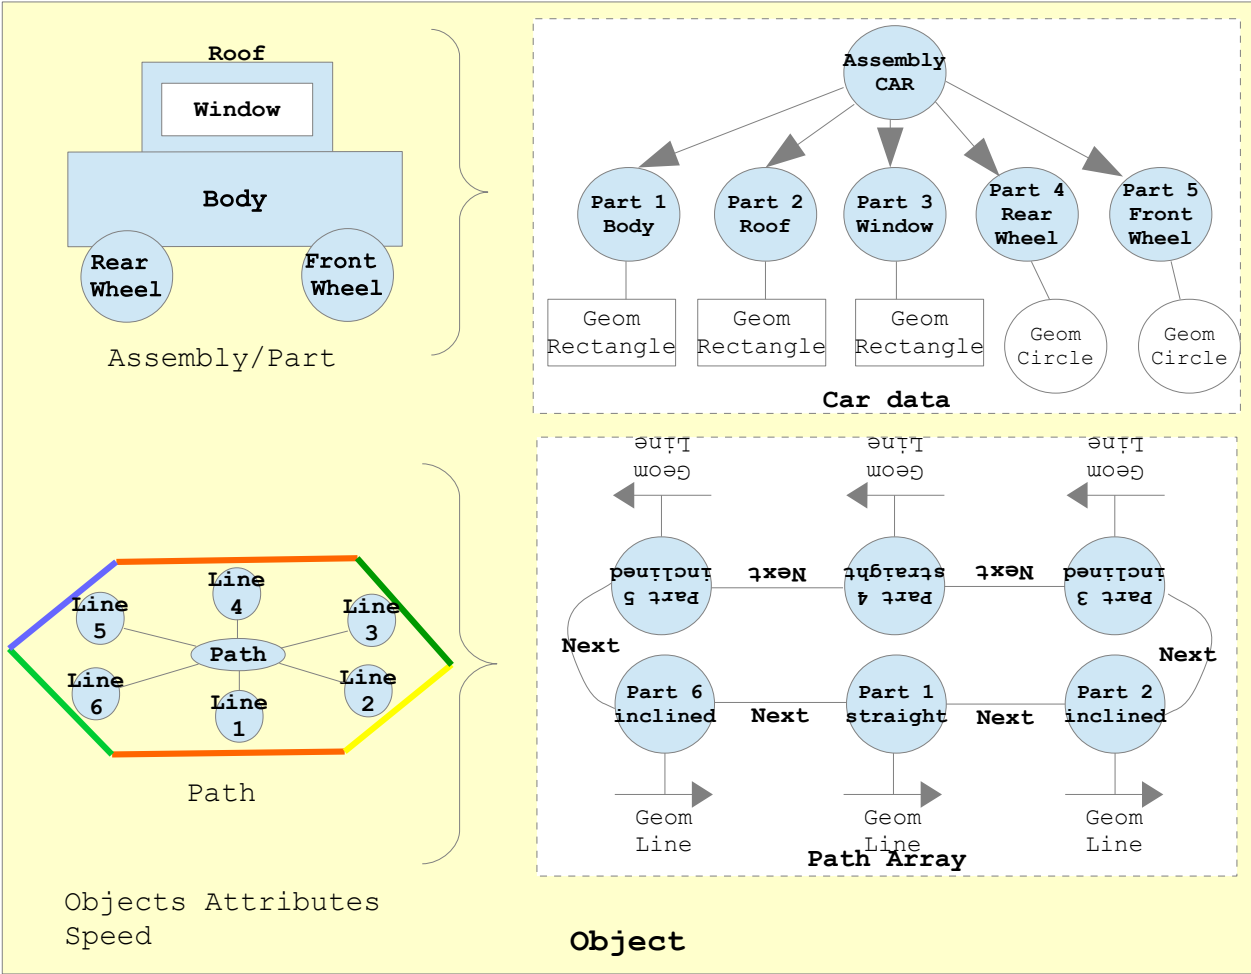 Roof
Window
Body
Rear
Wheel
Front
Wheel
Assembly/Part
Assembly
CAR
Part 1
Body
Part 2
Roof
Part 3
Window
Part 4
Rear
Wheel
Part 5
Front
Wheel
Geom
Rectangle
Geom
Rectangle
Geom
Rectangle
Geom
Circle
Geom
Circle
Car data
Line
4
Line
5
Line
3
Path
Line
6
Line
1
Line
2
Path
Geom
Line
Geom
Line
Geom
Line
Part 5
inclined
Next
Part 4
straight
Next
Part 3
inclined
Next
Next
Part 6
inclined
Next
Part 1
straight
Next
Part 2
inclined
Geom
Line
Geom
Line
Geom
Line
Path Array
Objects Attributes
Speed
Object